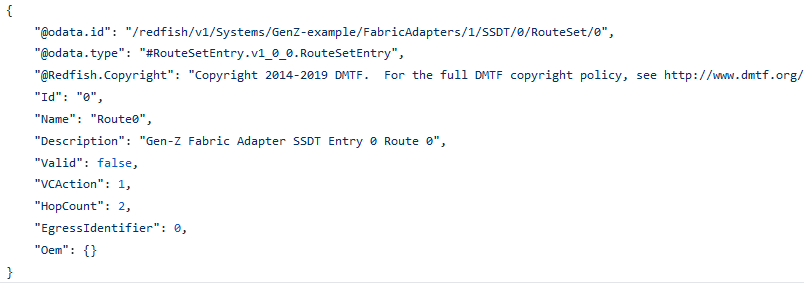 {
"@odata.id": "/redfish/v1/Systems/GenZ-example/FabricAdapters/1/SSDT/0/RouteSet/0",
"@odata.type": "#RouteSetEntry.v1_0_0.RouteSetEntry",
"@Redfish.Copyright": "Copyright 2014-2019 DMTF.  For the full DMTF copyright policy, see http://www.dmtf.org/
"Id": "0",
"Name": "Route0",
"Description": "Gen-Z Fabric Adapter SSDT Entry 0 Route 0",
"Valid": false,
"VCAction": 1,
"HopCount": 2,
"EgressIdentifier": 0,
"Oem": {}
}